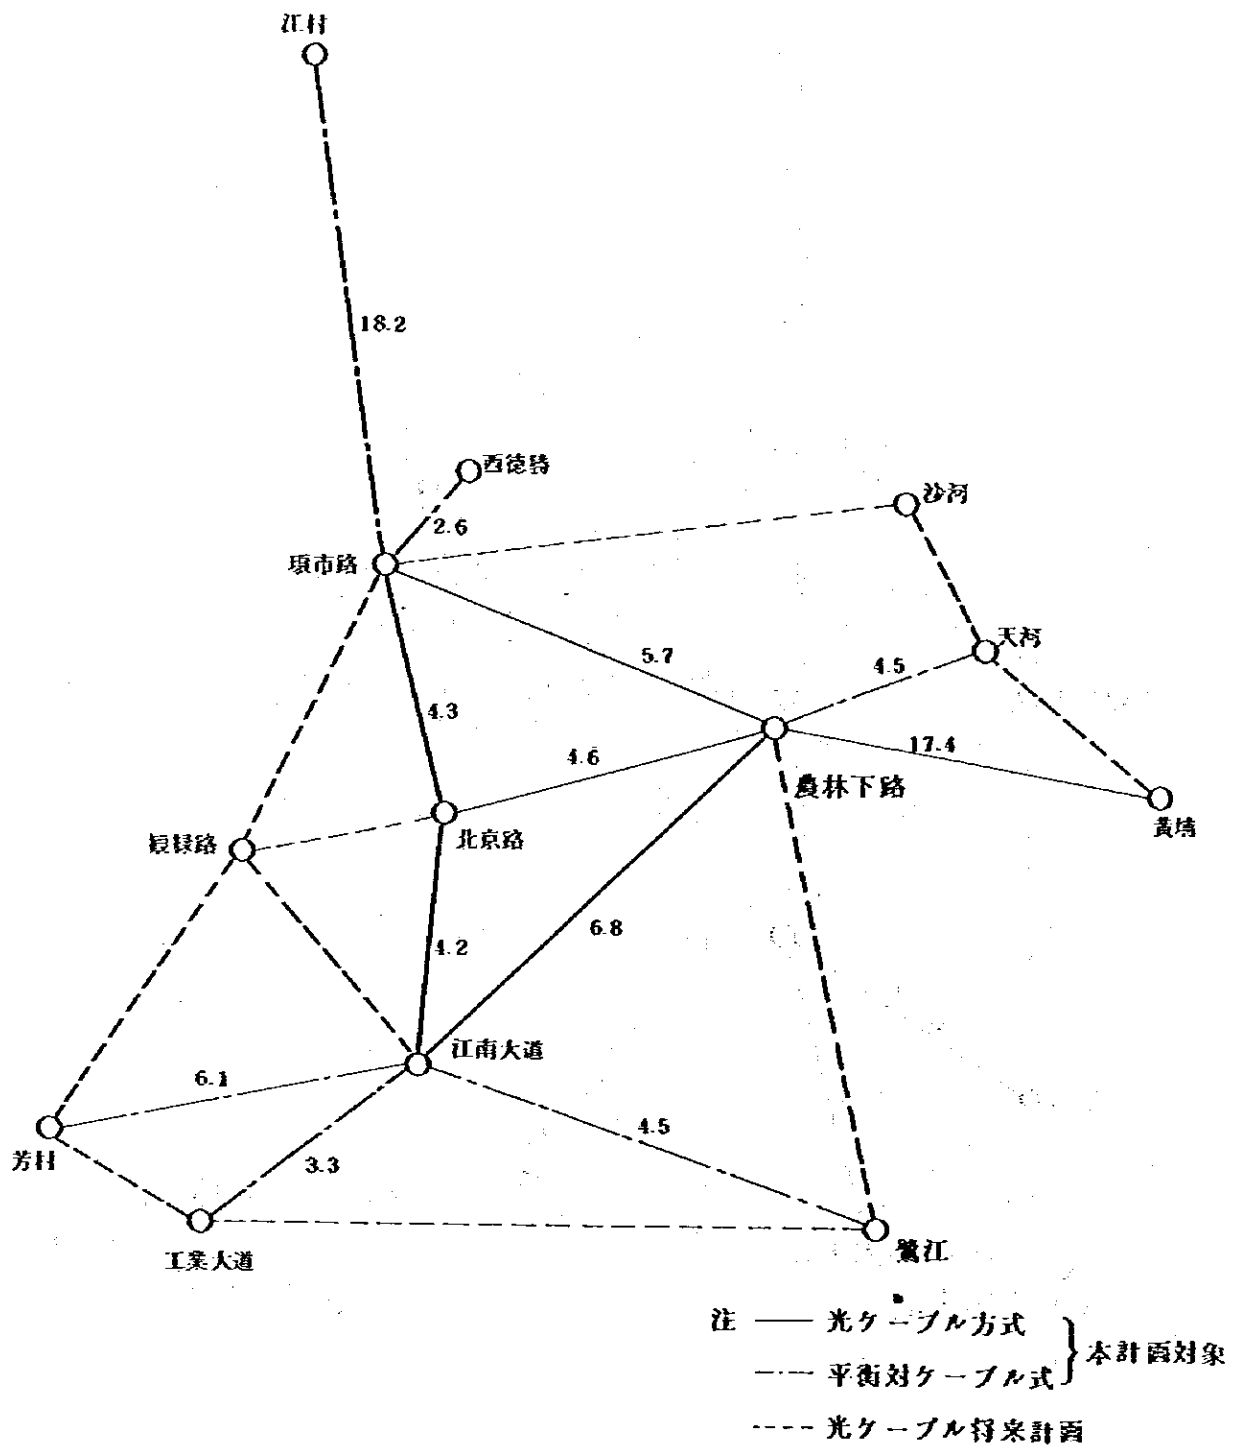 江村
18.2
西徳勝
2.6
沙河
環市路
天河
5.7
4.5
4.3
17.4
4.6
農林下路
北京路
黄埔
6.8
4.2
江南大道
6.1
4.5
芳村
3.3
工業大道
鷺江
注 光ケーブル方式
平衡対ケーブル式
本計画対象
光ケーブル将来計画